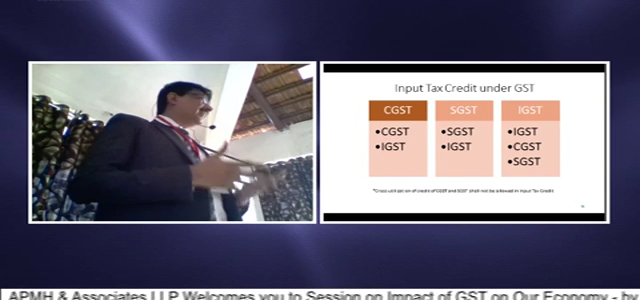 Input Tax Credit under GST
CGST
SGST
IGST
•CGST
•IGST
•SGST
•IGST
•IGST
•CGST
•SGST
*Cross utilization of credit of CGST and SGST shall not be allowed in Input Tax Credit
APMH & Associates LLP Welcomes you to Session on Impact of GST on Our Economy - by